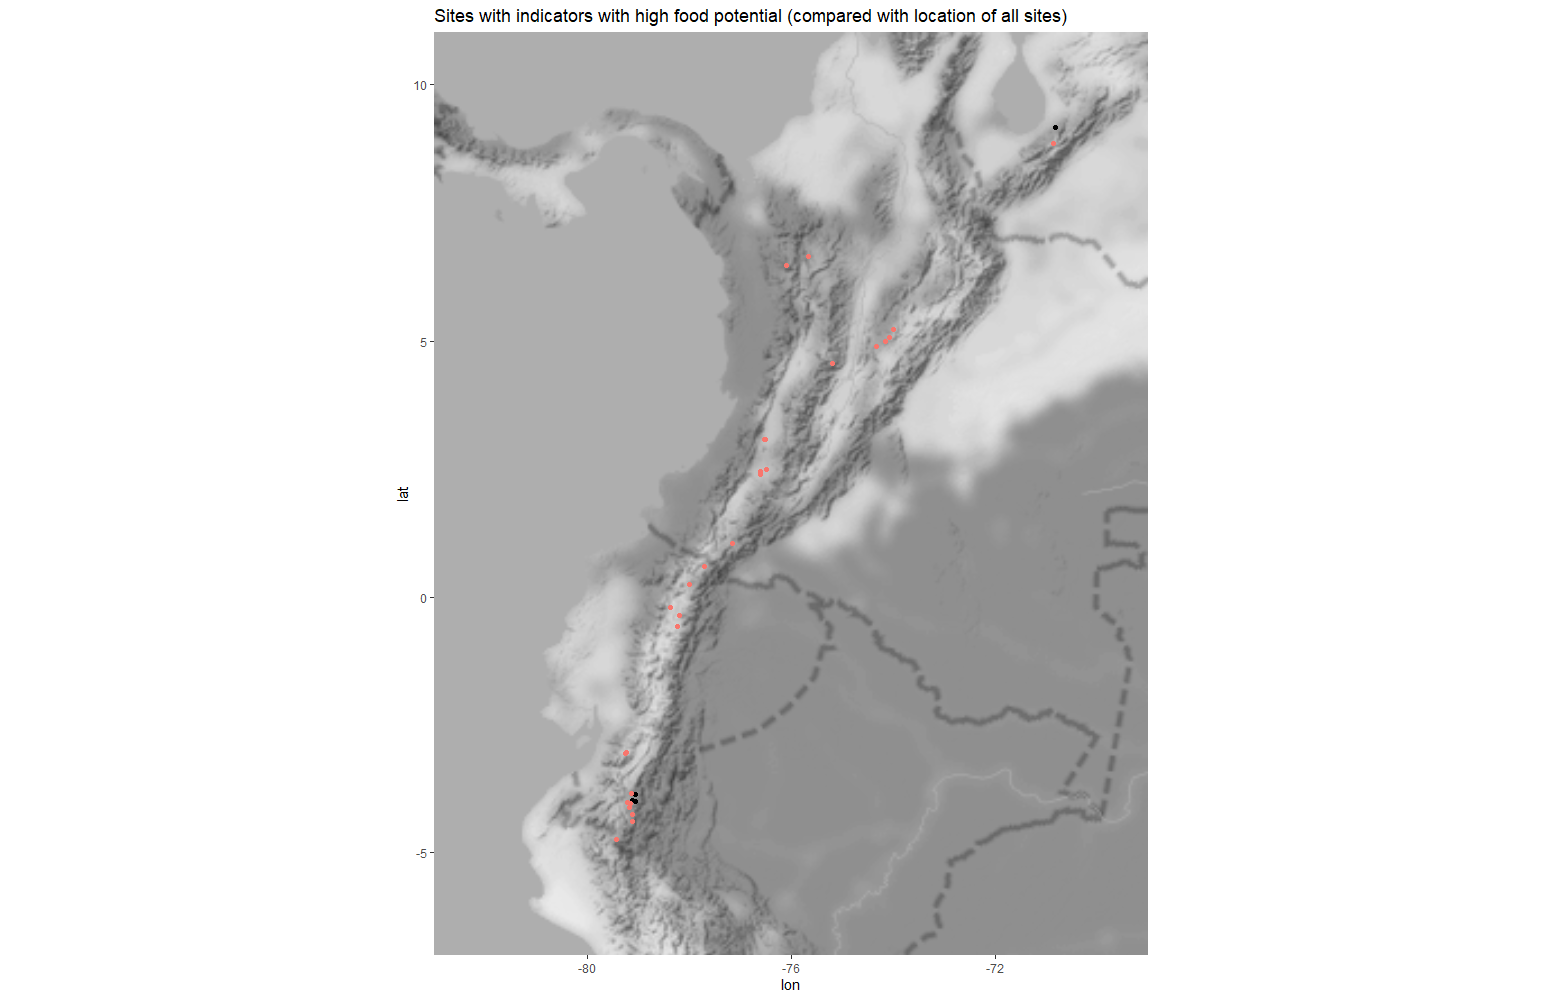 Sites with indicators with high food potential (compared with location of all sites)
10
5
0
-5
lat
-80
-76
-72
lon